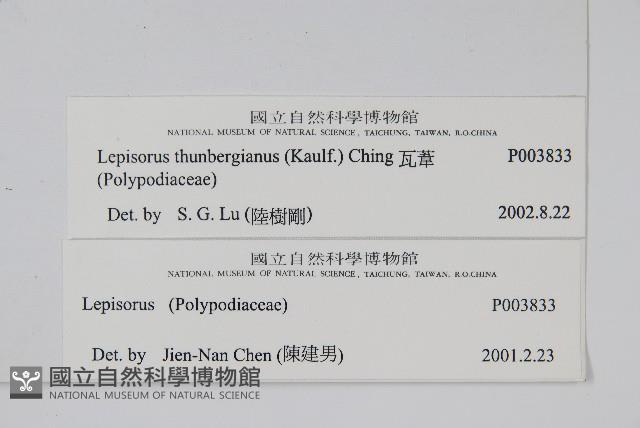 國立自然科學博物館
NATIONAL MUSEUM OF NATURAL SCIENCE, TAICHUNG, TAIWAN, R.O.CHINA
Lepisorus thunbergianus (Kaulf.) Ching 瓦葦 P003833
(Polypodiaceae)
Det. by S. G. Lu (陸樹剛) 2002.8.22
國立自然科學博物館
NATIONAL MUSEUM OF NATURAL SCIENCE, TAICHUNG, TAIWAN, R.O.CHINA
Lepisorus (Polypodiaceae) P003833
Det. by Jien-Nan Chen (陳建男) 2001.2.23
國立自然科學博物館
NATIONAL MUSEUM OF NATURAL SCIENCE